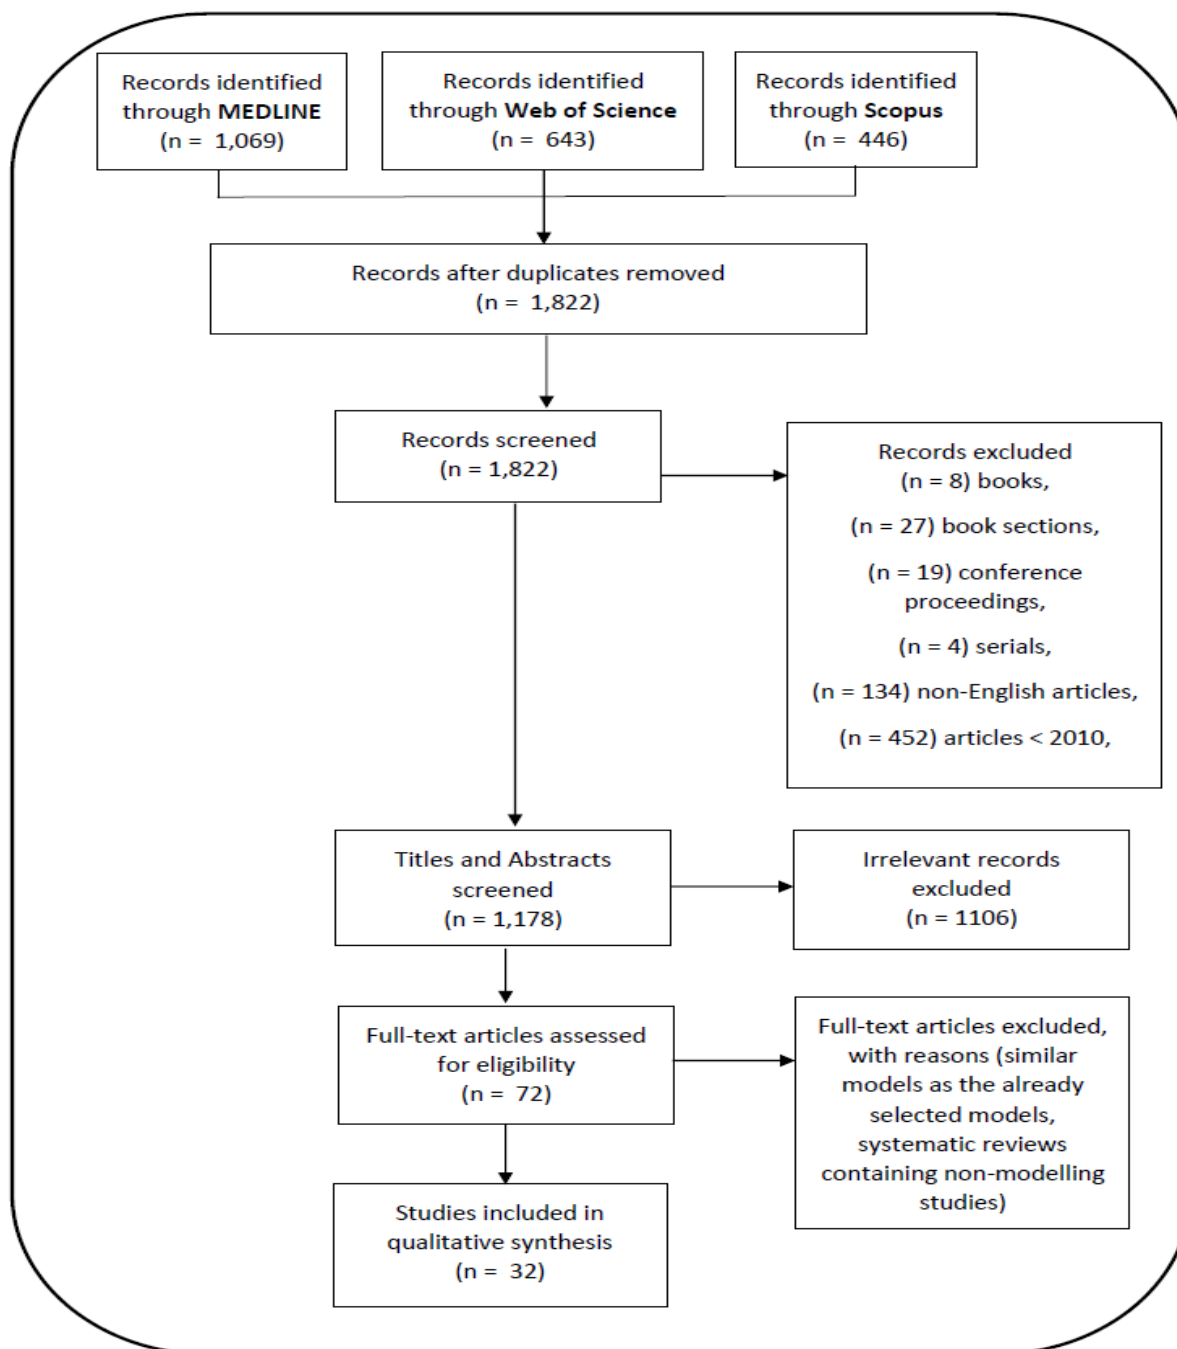 Records identified
through MEDLINE
(n = 1,069)
Records identified
through Web of Science
(n = 643)
Records identified
through Scopus
(n = 446)
Records after duplicates removed
(n = 1,822)
Records screened
(n = 1,822)
Records excluded
(n = 8) books,
(n = 27) book sections,
(n = 19) conference
proceedings,
(n = 4) serials,
(n = 134) non-English articles,
(n = 452) articles < 2010,
Titles and Abstracts
screened
(n = 1,178)
Irrelevant records
excluded
(n = 1106)
Full-text articles assessed
for eligibility
(n = 72)
Full-text articles excluded,
with reasons (similar
models as the already
selected models,
systematic reviews
containing non-modelling
studies)
Studies included in
qualitative synthesis
(n = 32)